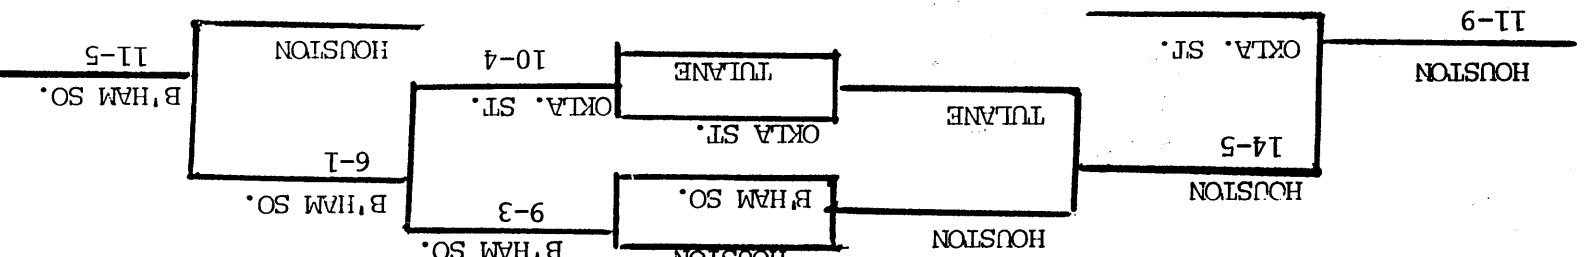 HOUSTON
B'HAM SO.
HOUSTON
9-3
HOUSTON
B'HAM SO.
B'HAM SO.
14-5
6-1
OKLA ST.
TULANE
OKLA. ST.
B'HAM SO.
HOUSTON
TULANE
10-4
11-5
OKLA. ST.
HOUSTON
11-9